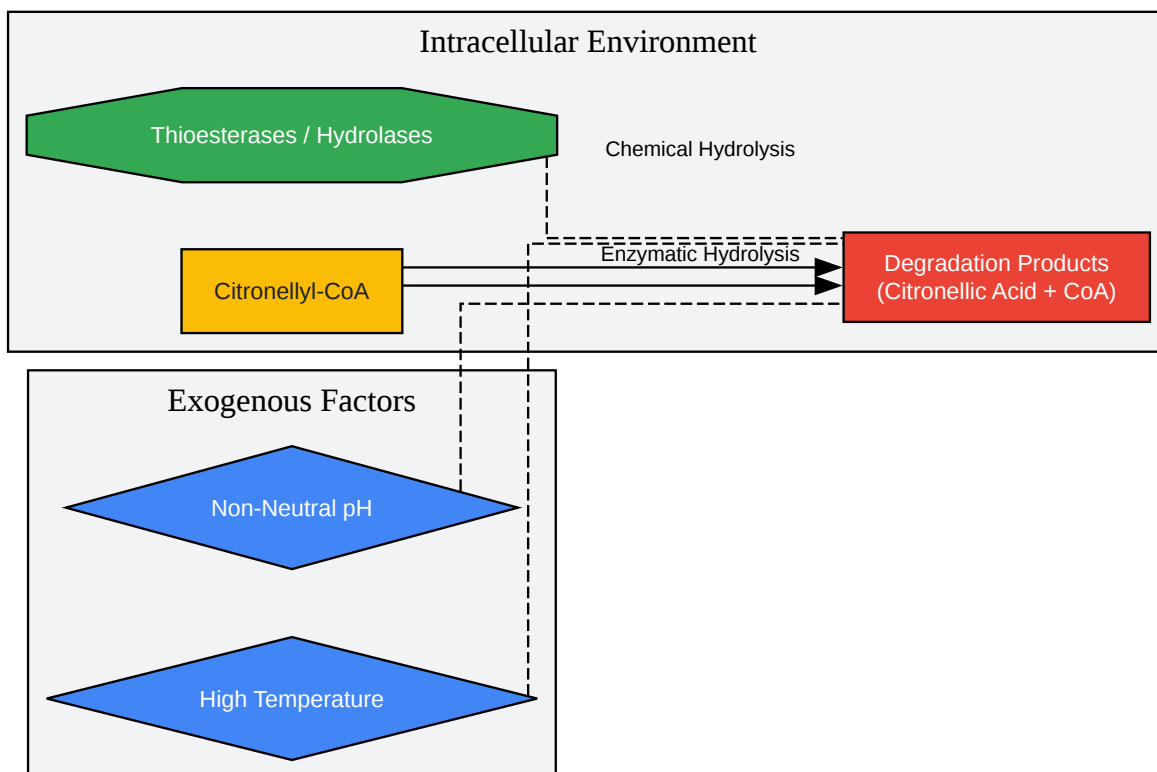 Intracellular Environment
Thioesterases / Hydrolases
Chemical Hydrolysis
Enzymatic Hydrolysis
Citronellyl-CoA
Degradation Products
(Citronellic Acid + CoA)
Exogenous Factors
Non-Neutral pH
High Temperature